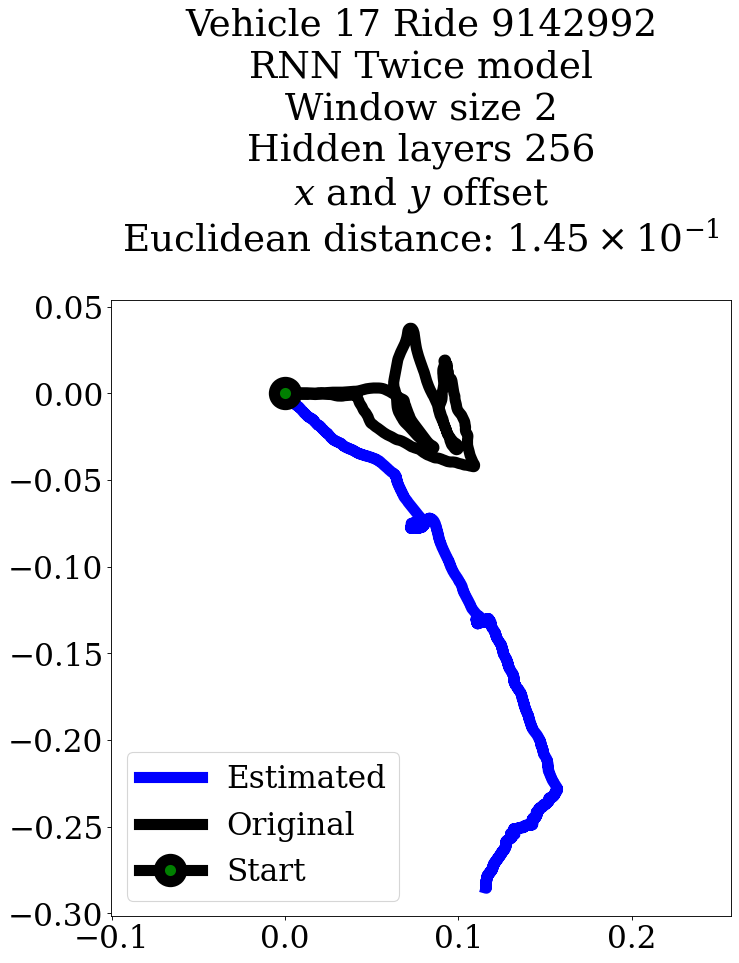 Vehicle 17 Ride 9142992
RNN Twice model
Window size 2
Hidden layers 256
x and y offset
Euclidean distance: 1.45 × 10⁻¹
0.05
0.00
−0.05
−0.10
−0.15
−0.20
−0.25
−0.30
Estimated
Original
Start
−0.1 0.0 0.1 0.2